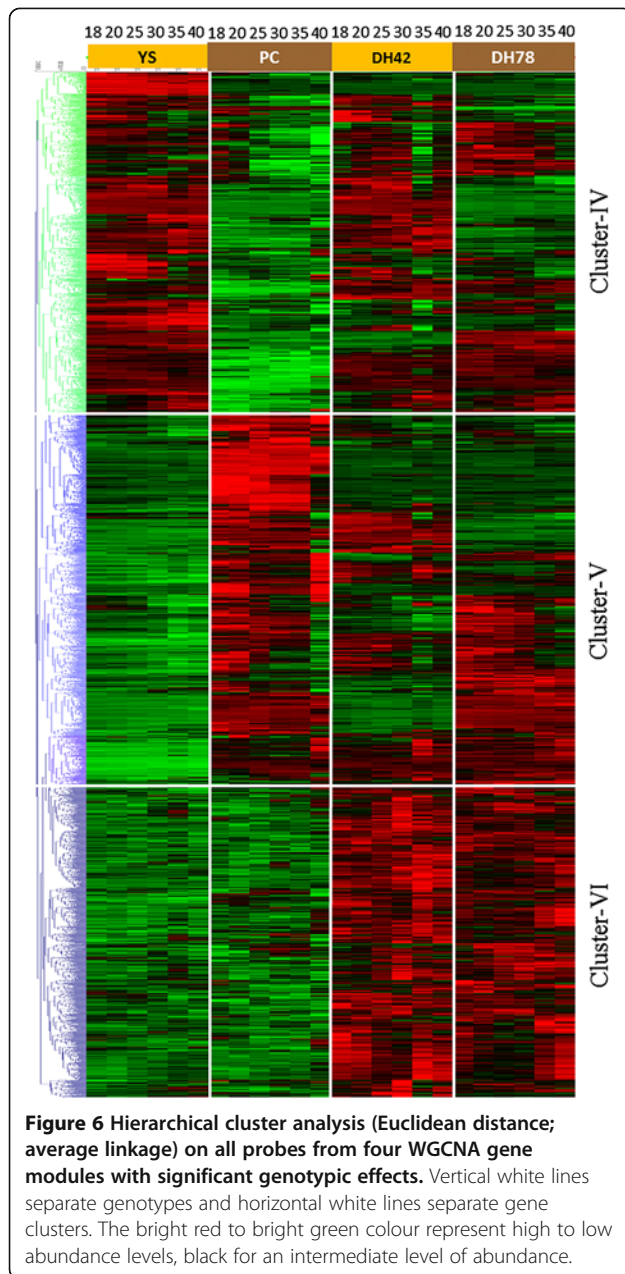 18 20 25 30 35 40 18 20 25 30 35 40 18 20 25 30 35 40 18 20 25 30 35 40
YS PC DH42 DH78
Cluster-IV
Cluster-V
Cluster-VI
Figure 6 Hierarchical cluster analysis (Euclidean distance;
average linkage) on all probes from four WGCNA gene
modules with significant genotypic effects. Vertical white lines
separate genotypes and horizontal white lines separate gene
clusters. The bright red to bright green colour represent high to low
abundance levels, black for an intermediate level of abundance.